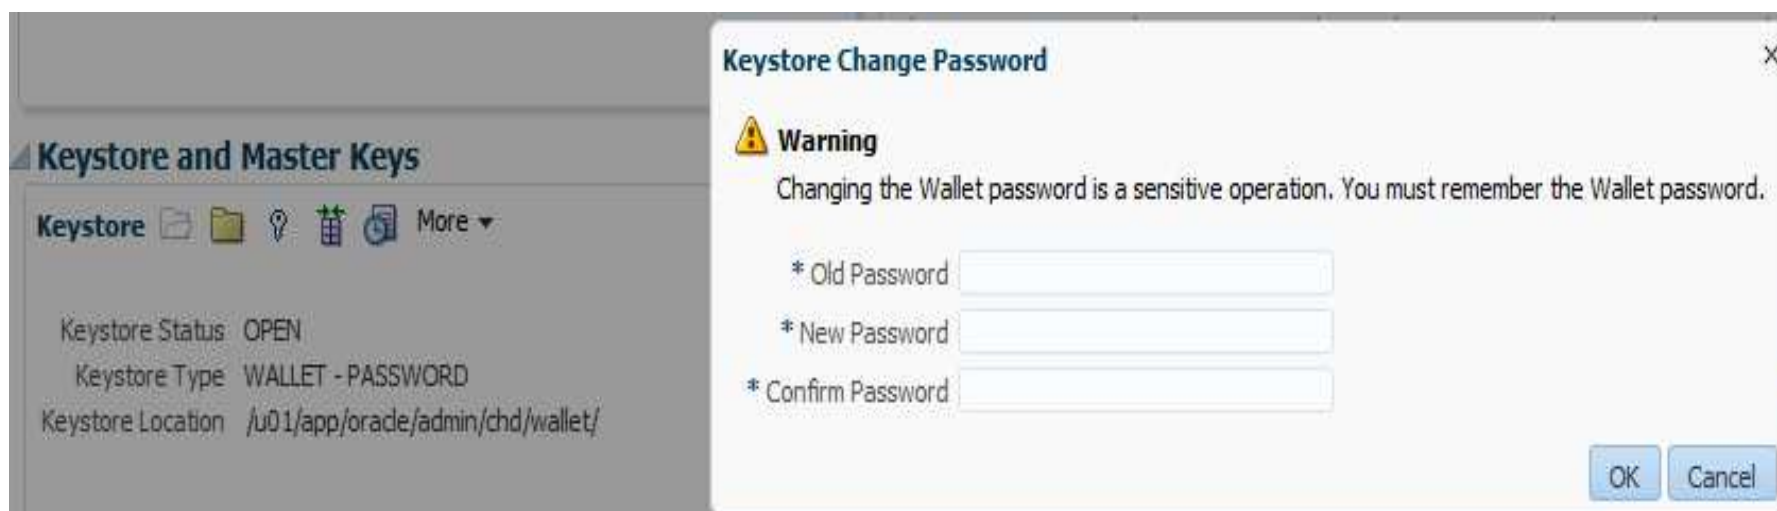 Keystore and Master Keys
Keystore More
Keystore Status OPEN
Keystore Type WALLET - PASSWORD
Keystore Location /u01/app/oracle/admin/chd/wallet/
Keystore Change Password
Warning
Changing the Wallet password is a sensitive operation. You must remember the Wallet password.
* Old Password
* New Password
* Confirm Password
OK Cancel